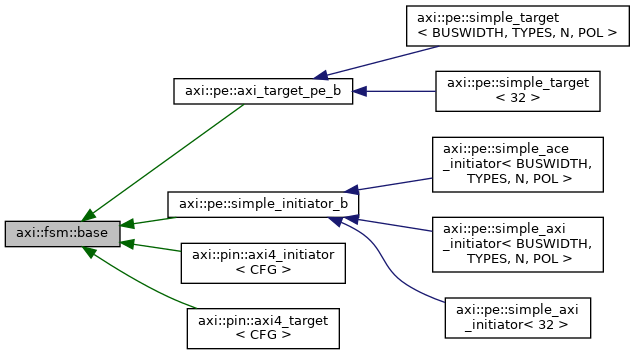 axi::pe::simple_target
< BUSWIDTH, TYPES, N, POL >
axi::pe::axi_target_pe_b
axi::pe::simple_target
< 32 >
axi::pe::simple_ace
_initiator< BUSWIDTH,
TYPES, N, POL >
axi::pe::simple_initiator_b
axi::fsm::base
axi::pe::simple_axi
_initiator< BUSWIDTH,
TYPES, N, POL >
axi::pin::axi4_initiator
< CFG >
axi::pe::simple_axi
_initiator< 32 >
axi::pin::axi4_target
< CFG >